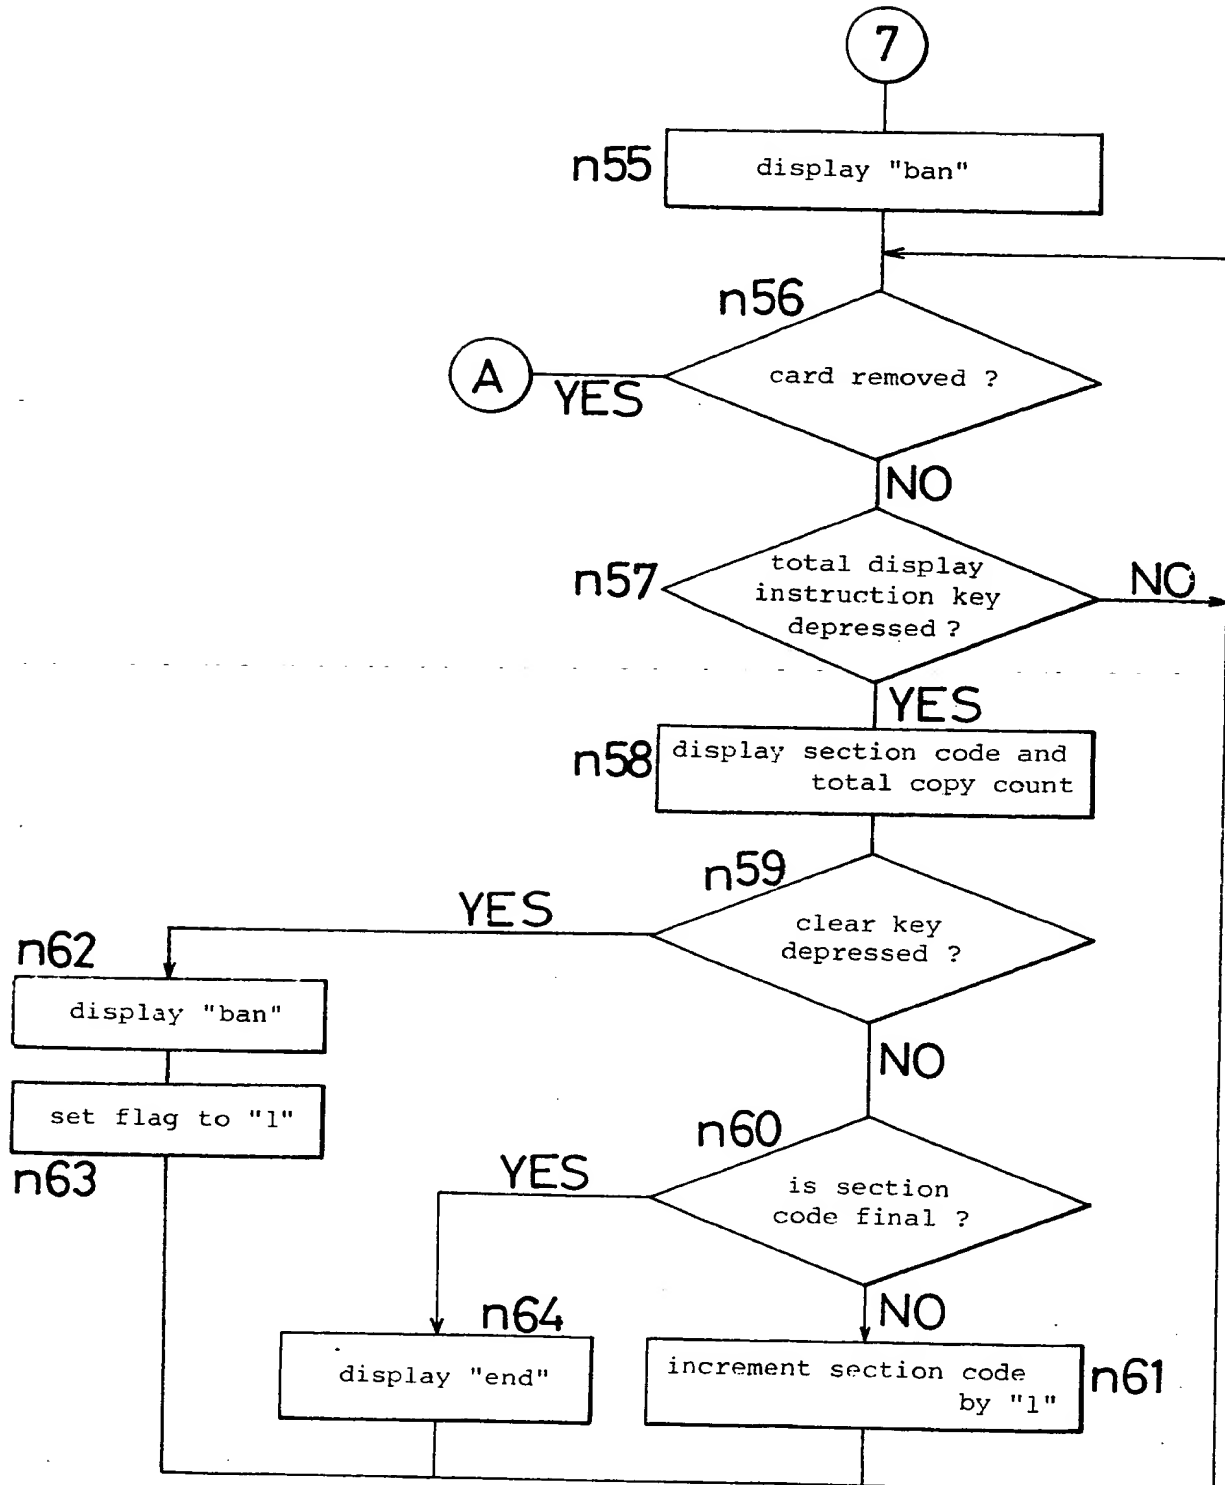 7
n55
display "ban"
n56
card removed ?
A
YES
NO
n57
total display
instruction key
depressed ?
NO
YES
n58
display section code and
total copy count
n59
clear key
depressed ?
YES
n62
display "ban"
NO
set flag to "1"
n63
n60
is section
code final ?
YES
n64
display "end"
NO
increment section code
by "1"
n61